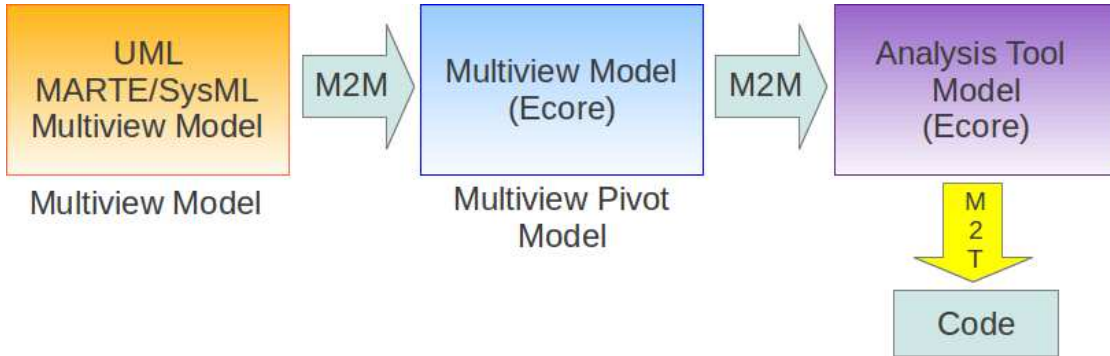 UML
MARTE/SysML
Multiview Model
Multiview Model
M2M
Multiview Model
(Ecore)
Multiview Pivot
Model
M2M
Analysis Tool
Model
(Ecore)
M
2
T
Code